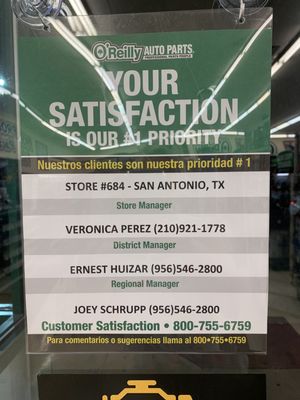 O'Reilly AUTO PARTS
YOUR
SATISFACTION
IS OUR #1 PRIORITY
Nuestros clientes son nuestra prioridad # 1
STORE #684 - SAN ANTONIO, TX
Store Manager
VERONICA PEREZ (210)921-1778
District Manager
ERNEST HUIZAR (956)546-2800
Regional Manager
JOEY SCHRUPP (956)546-2800
Customer Satisfaction • 800-755-6759
Para comentarios o sugerencias llama al 800•755•6759